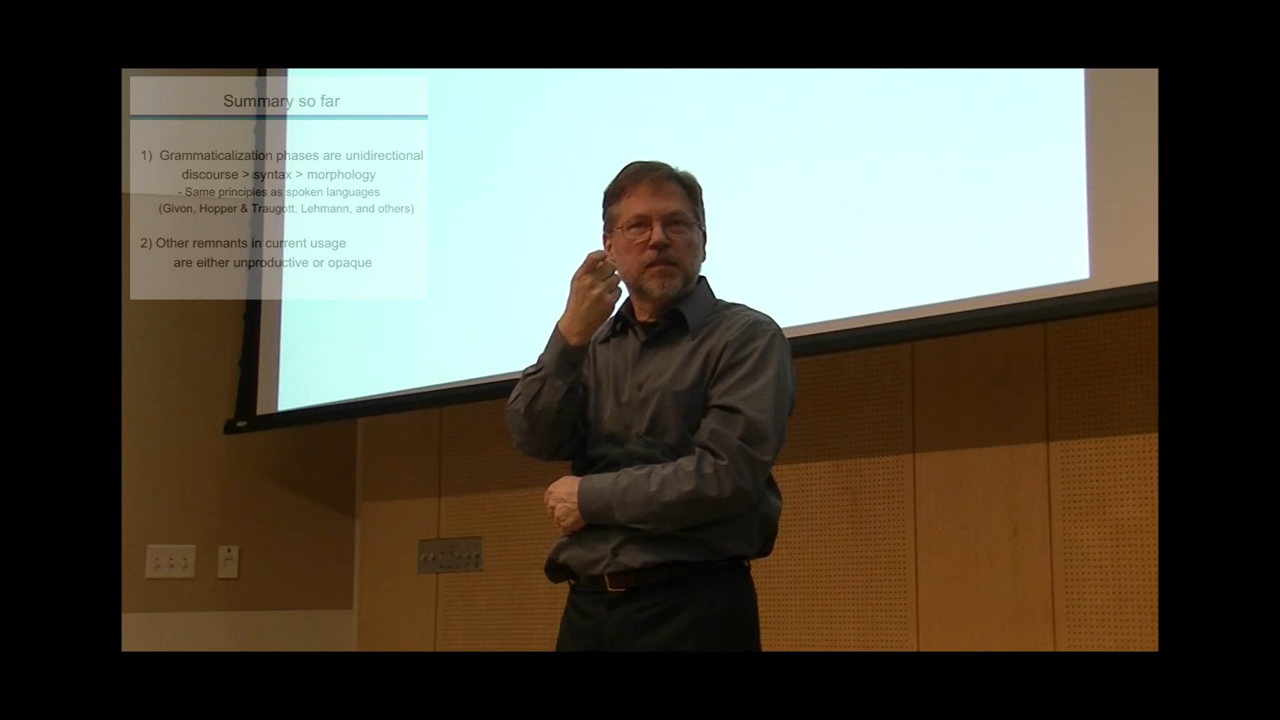 Summary so far
1) Grammaticalization phases are unidirectional
discourse > syntax > morphology
- Same principles as spoken languages
(Givon, Hopper & Traugott, Lehmann, and others)
2) Other remnants in current usage
are either unproductive or opaque